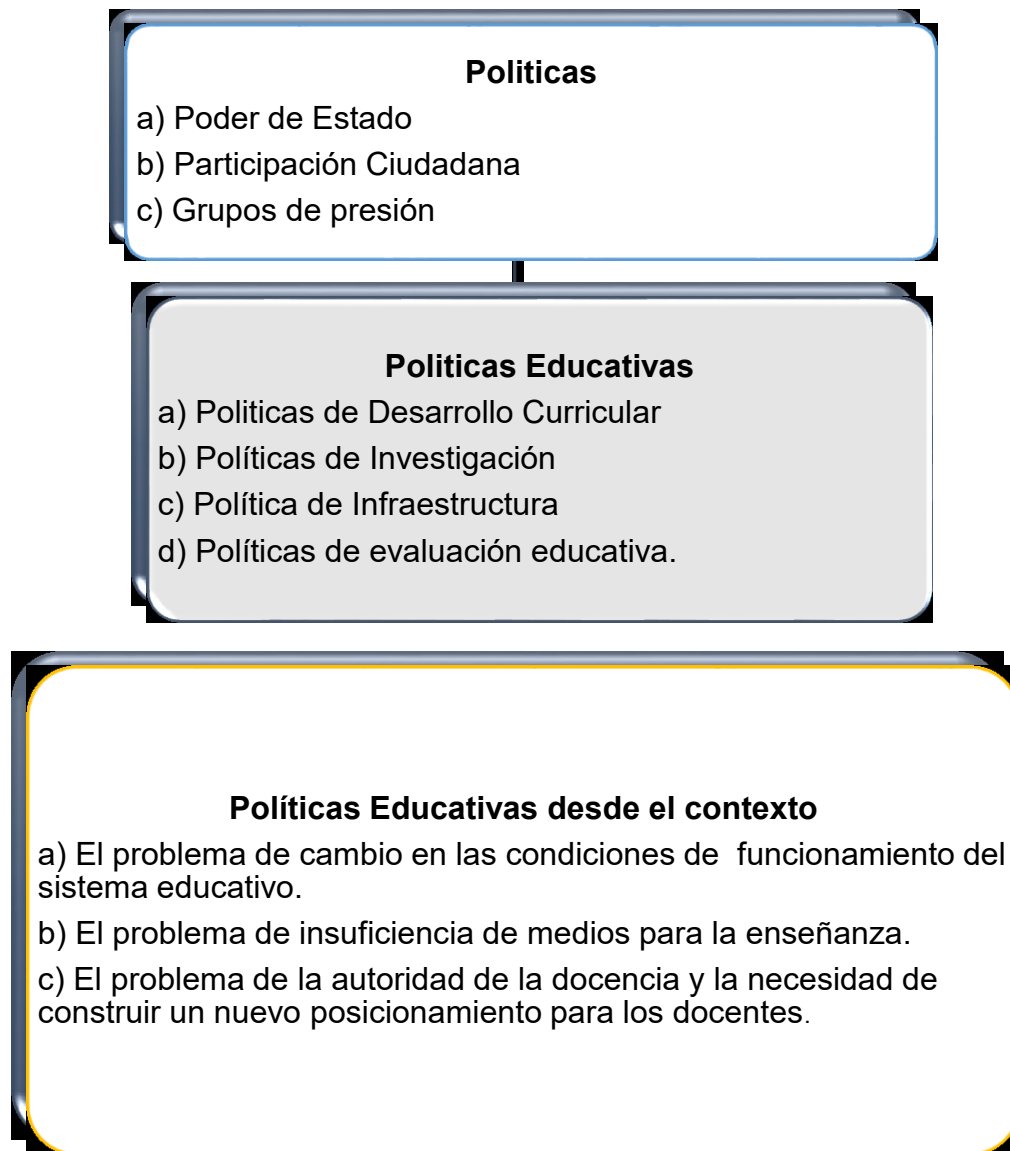 Politicas
a) Poder de Estado
b) Participación Ciudadana
c) Grupos de presión
Politicas Educativas
a) Politicas de Desarrollo Curricular
b) Políticas de Investigación
c) Política de Infraestructura
d) Políticas de evaluación educativa.
Políticas Educativas desde el contexto
a) El problema de cambio en las condiciones de  funcionamiento del
sistema educativo.
b) El problema de insuficiencia de medios para la enseñanza.
c) El problema de la autoridad de la docencia y la necesidad de
construir un nuevo posicionamiento para los docentes.